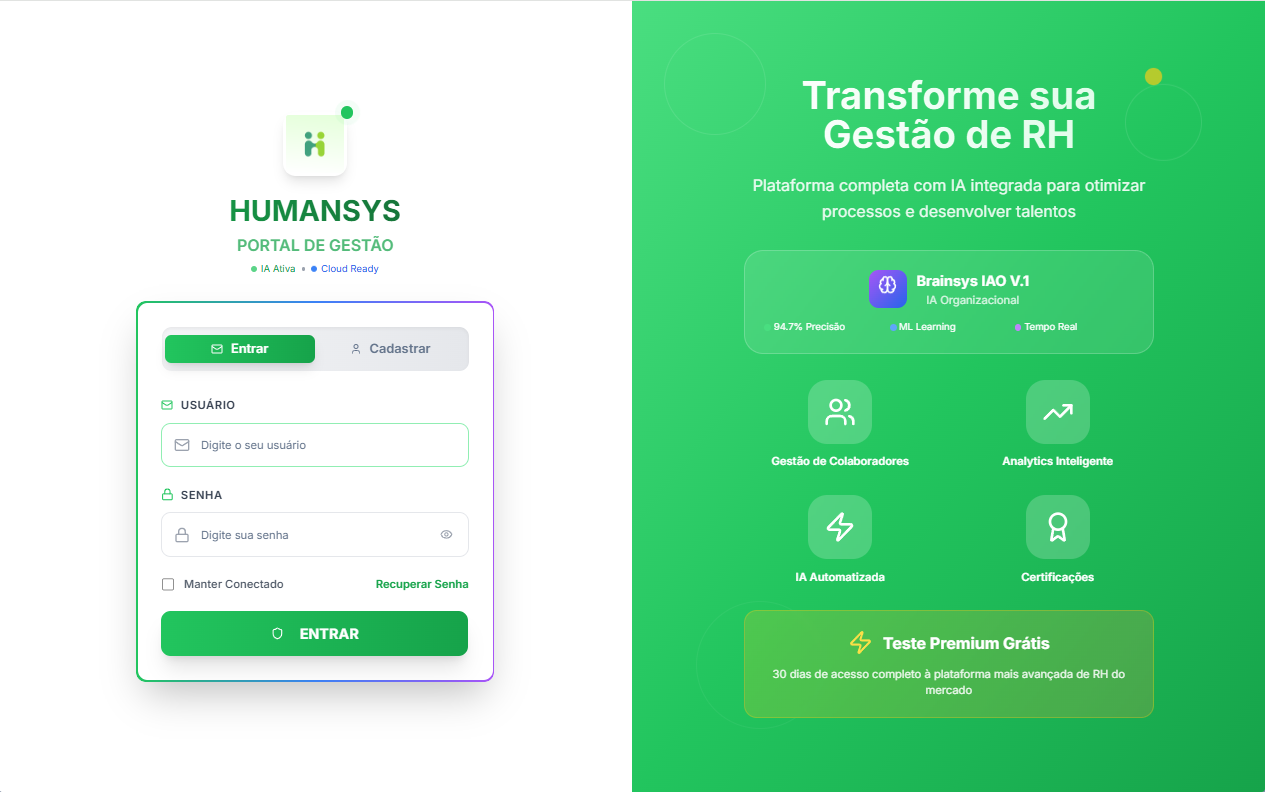 HUMANSYS
PORTAL DE GESTÃO
IA Ativa • Cloud Ready
Entrar
Cadastrar
USUÁRIO
Digite o seu usuário
SENHA
Digite sua senha
Manter Conectado
Recuperar Senha
ENTRAR
Transforme sua
Gestão de RH
Plataforma completa com IA integrada para otimizar
processos e desenvolver talentos
Brainsys IAO V.1
IA Organizacional
94.7% Precisão
ML Learning
Tempo Real
Gestão de Colaboradores
Analytics Inteligente
IA Automatizada
Certificações
Teste Premium Grátis
30 dias de acesso completo à plataforma mais avançada de RH do
mercado